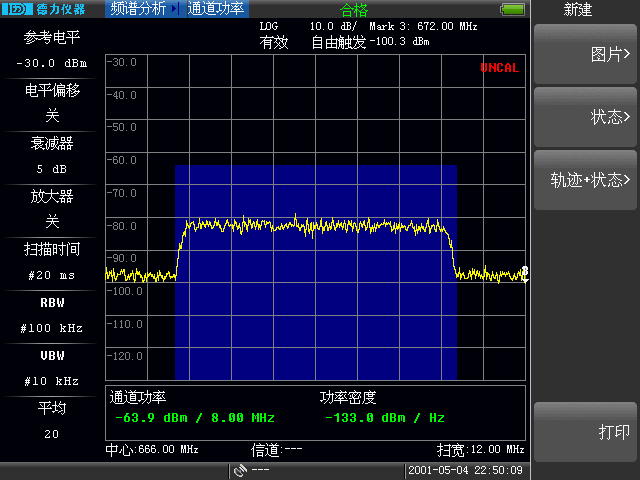 德力仪器 频谱分析 通道功率 合格 新建
LOG 10.0 dB/ Mark 3: 672.00 MHz
有效 自由触发 -100.3 dBm
参考电平
-30.0 dBm
电平偏移
关
衰减器
5 dB
放大器
关
扫描时间
#20 ms
RBW
#100 kHz
VBW
#10 kHz
平均
20
-30.0
UNCAL
-40.0
-50.0
-60.0
-70.0
-80.0
-90.0
-100.0
-110.0
-120.0
3
通道功率 功率密度
-63.9 dBm / 8.00 MHz -133.0 dBm / Hz
中心:666.00 MHz 信道:--- 扫宽:12.00 MHz
--- 2001-05-04 22:50:09
图片>
状态>
轨迹+状态>
打印